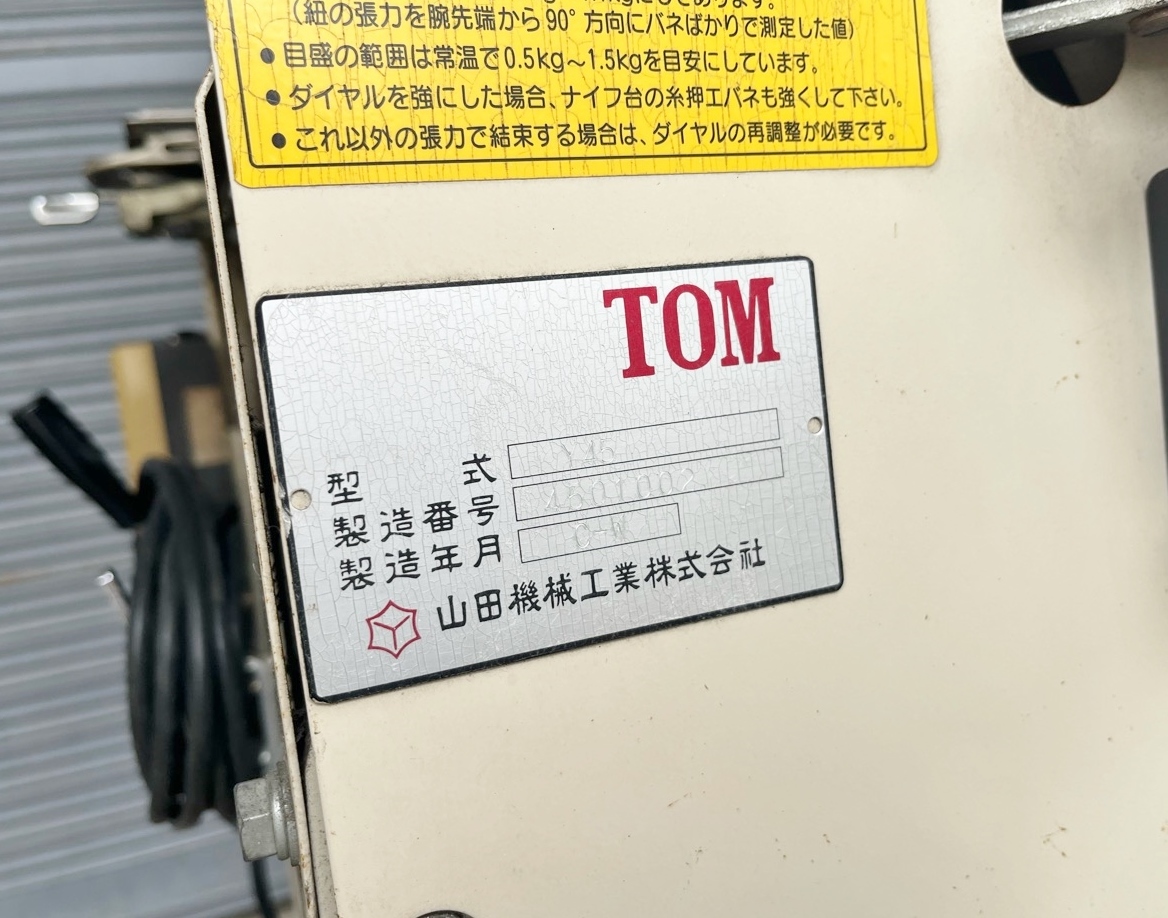 (紐の張力を腕先端から90°方向にバネばかりで測定した値)
● 目盛の範囲は常温で0.5kg〜1.5kgを目安にしています。
● ダイヤルを強にした場合、ナイフ台の糸押エバネも強くして下さい。
● これ以外の張力で結束する場合は、ダイヤルの再調整が必要です。
TOM
型式
製造番号 1501002
製造年月
山田機械工業株式会社